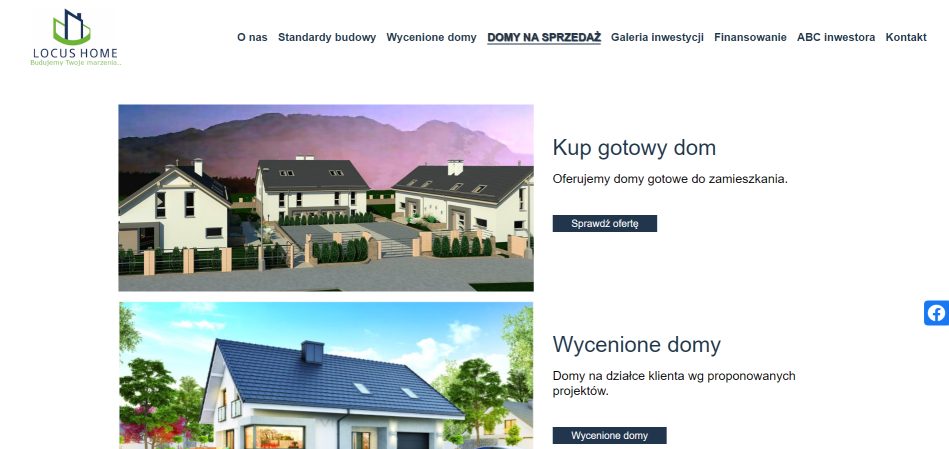 LOCUS HOME
Budujemy Twoje marzenia..
O nas Standardy budowy Wycenione domy DOMY NA SPRZEDAŻ Galeria inwestycji Finansowanie ABC inwestora Kontakt
Kup gotowy dom
Oferujemy domy gotowe do zamieszkania.
Sprawdź ofertę
Wycenione domy
Domy na działce klienta wg proponowanych
projektów.
Wycenione domy